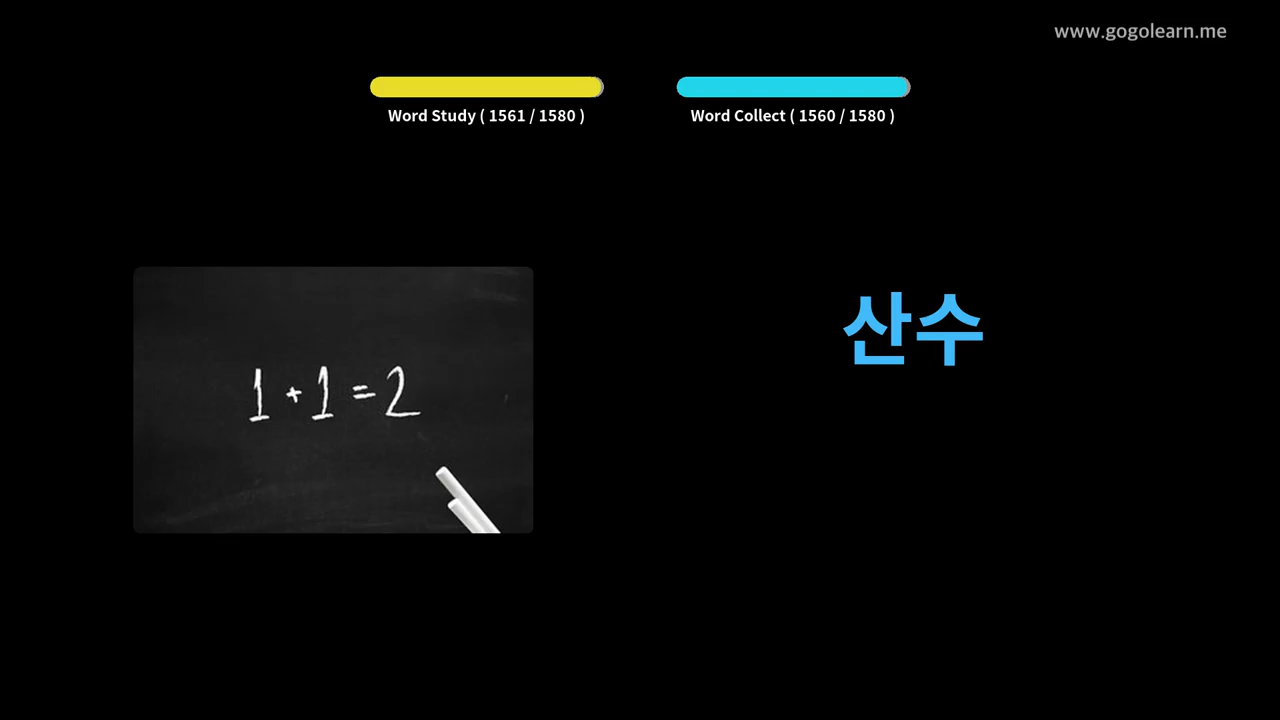 www.gogolearn.me
Word Study ( 1561 / 1580 )
Word Collect ( 1560 / 1580 )
산수
1 + 1 = 2